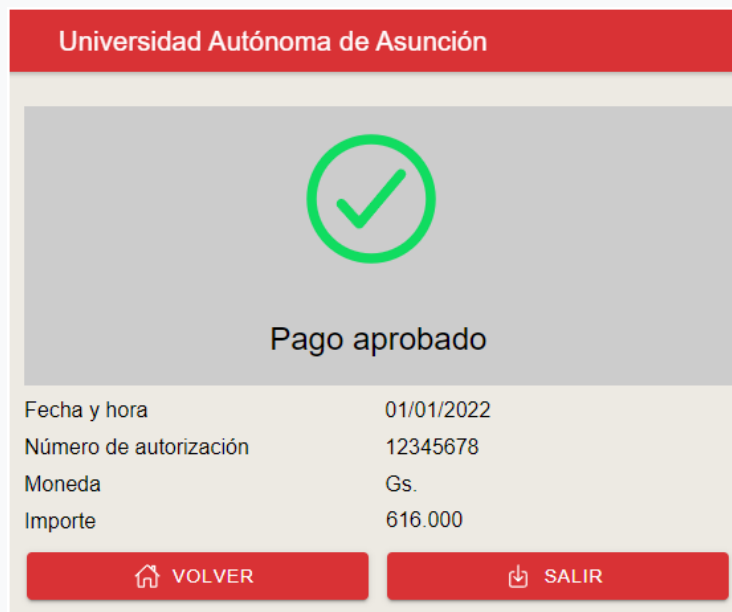 Universidad Autónoma de Asunción
Pago aprobado
Fecha y hora 01/01/2022
Número de autorización 12345678
Moneda Gs.
Importe 616.000
VOLVER SALIR